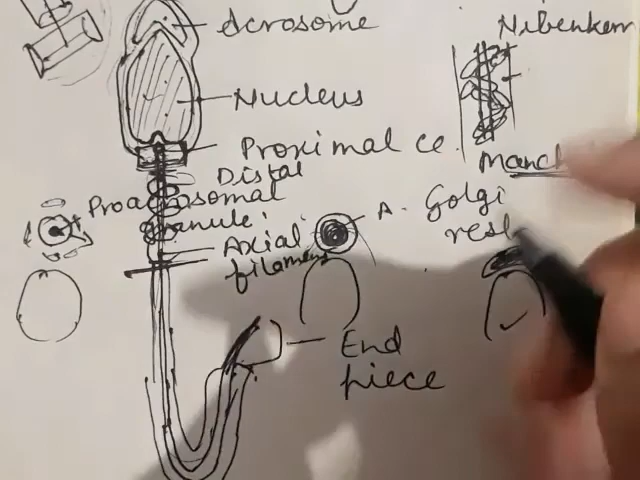 Acrosome
Nebenkern
Nucleus
Proximal ce
Distal
Manch
Proacrosomal
granule
A.
Golgi
rest
Axial
filament
End
piece